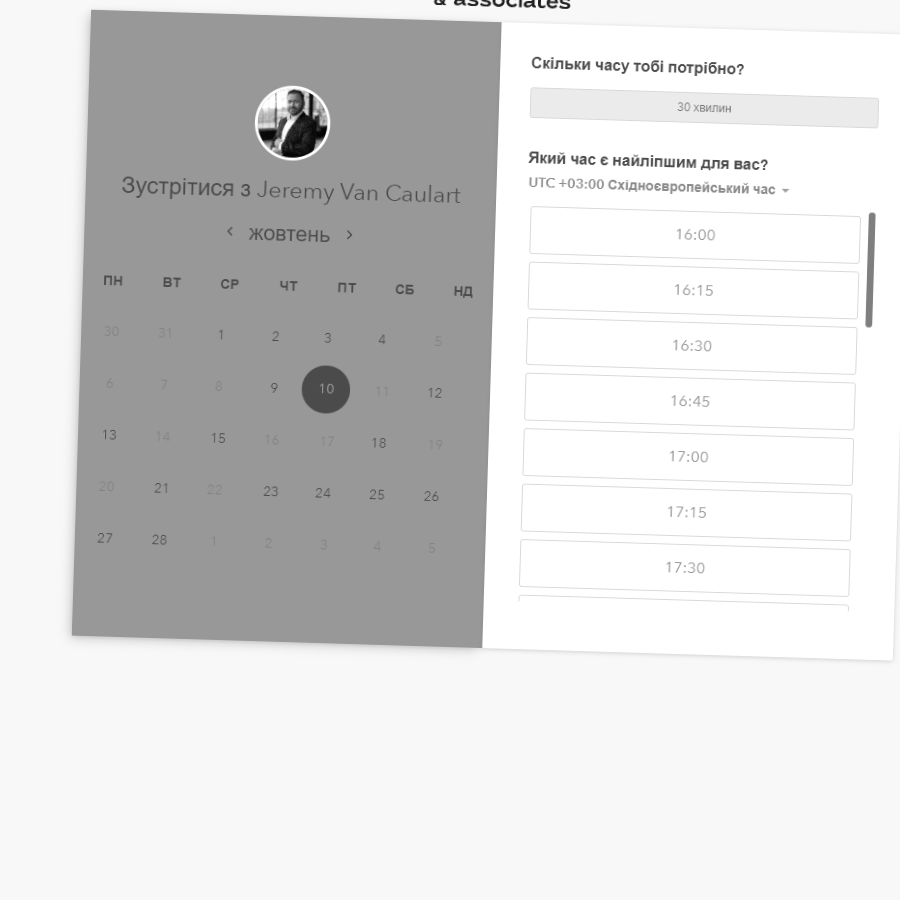 & associates
Зустрітися з Jeremy Van Caulart
‹ жовтень ›
ПН ВТ СР ЧТ ПТ СБ НД
30 31 1 2 3 4 5
6 7 8 9 10 11 12
13 14 15 16 17 18 19
20 21 22 23 24 25 26
27 28 1 2 3 4 5
Скільки часу тобі потрібно?
30 хвилин
Який час є найліпшим для вас?
UTC +03:00 Східноєвропейський час
16:00
16:15
16:30
16:45
17:00
17:15
17:30